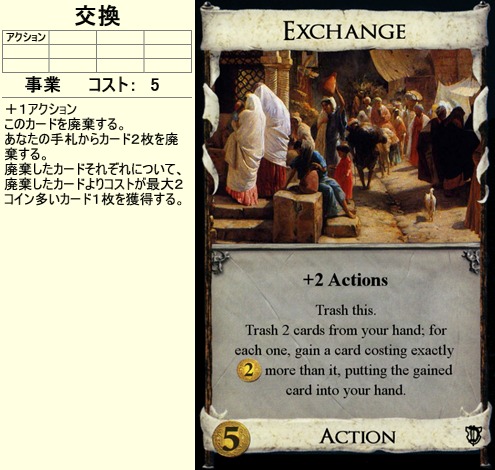 交換
アクション
事業 コスト： 5
＋1アクション
このカードを廃棄する。
あなたの手札からカード2枚を廃
棄する。
廃棄したカードそれぞれについて、
廃棄したカードよりコストが最大2
コイン多いカード1枚を獲得する。
EXCHANGE
+2 Actions
Trash this.
Trash 2 cards from your hand; for
each one, gain a card costing exactly
2 more than it, putting the gained
card into your hand.
5 ACTION